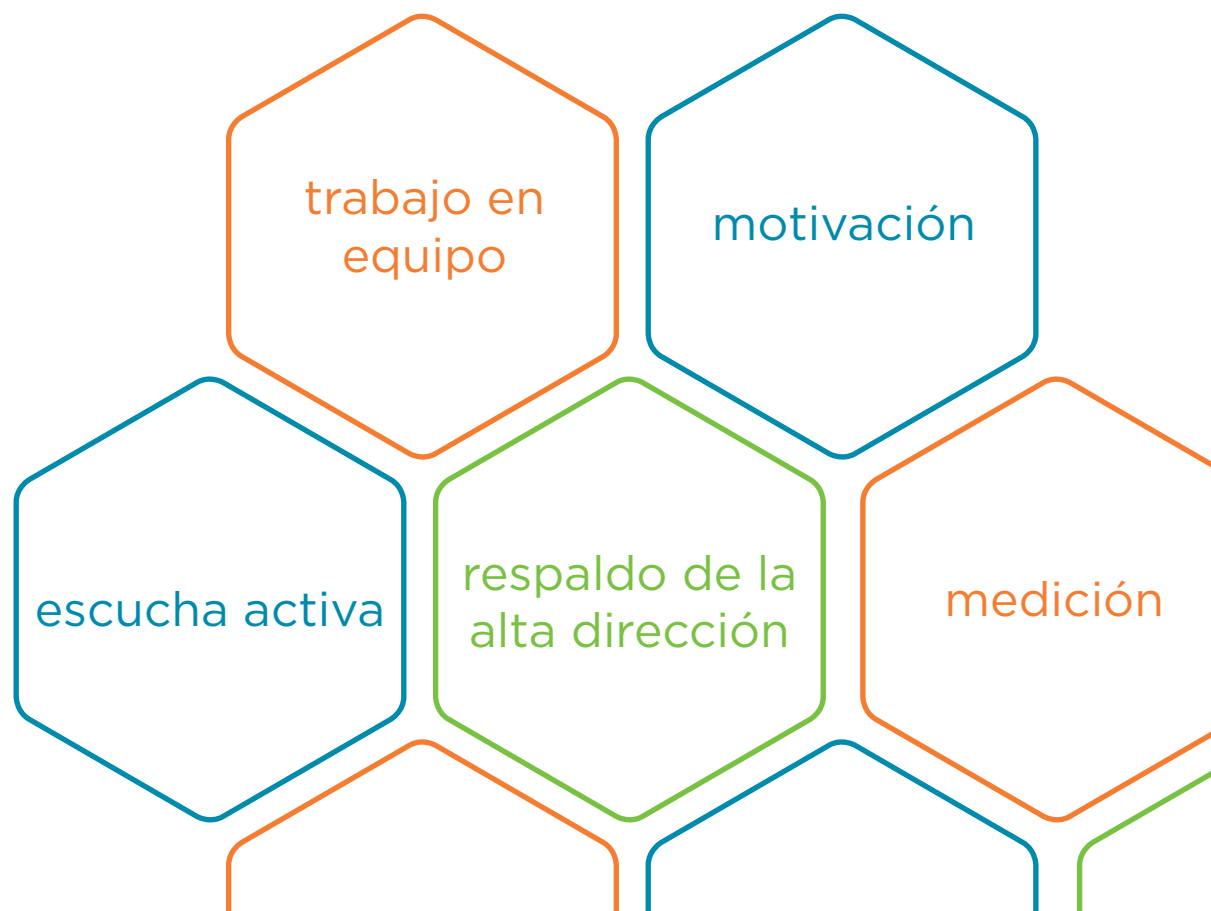 trabajo en
equipo
motivación
escucha activa
respaldo de la
alta dirección
medición